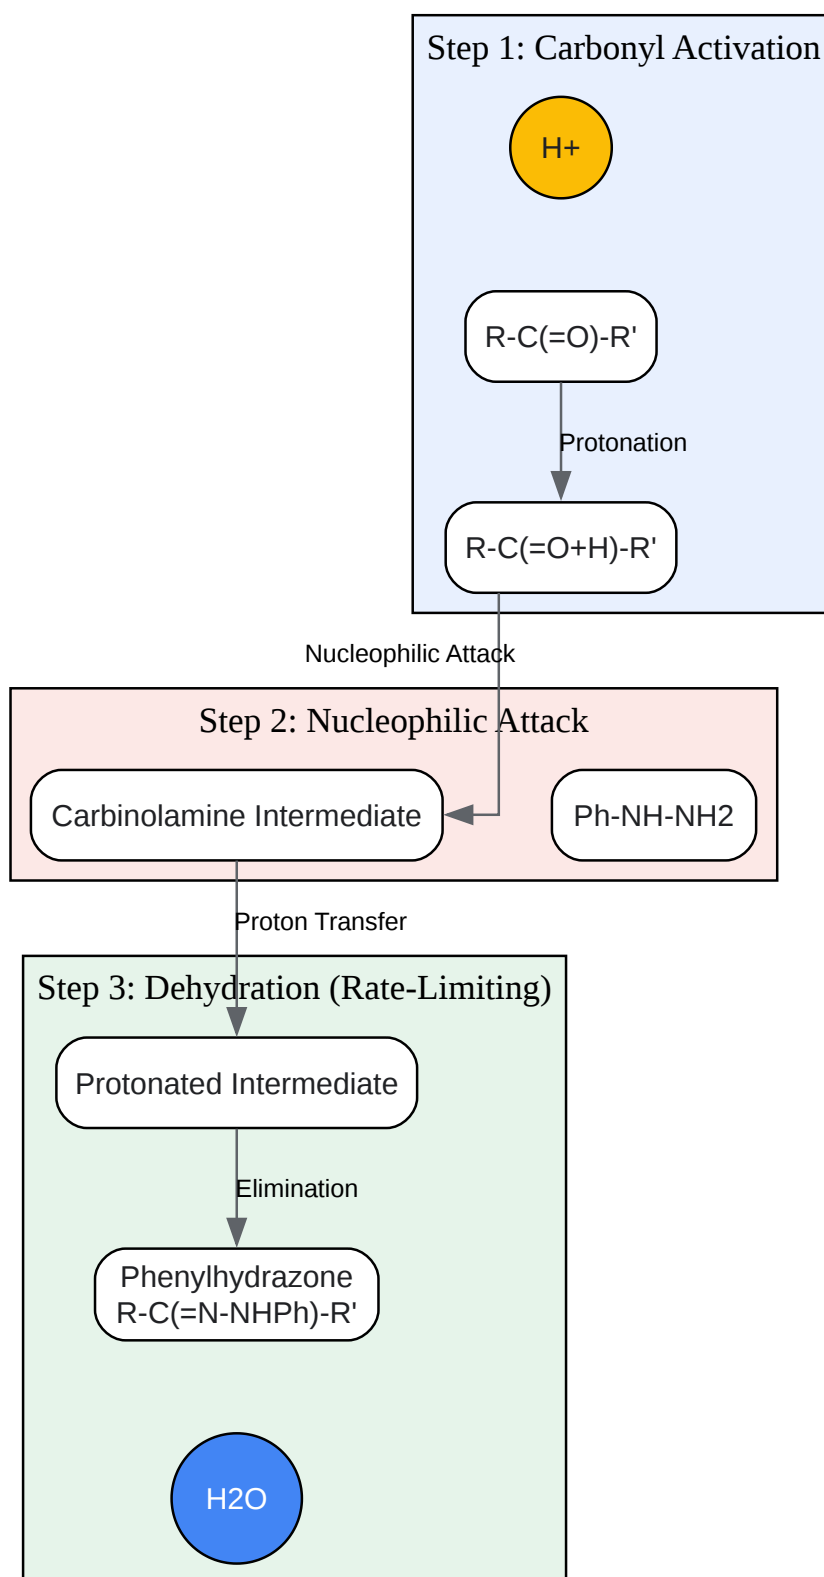 Step 1: Carbonyl Activation
H+
R-C(=O)-R'
Protonation
R-C(=O+H)-R'
Nucleophilic Attack
Step 2: Nucleophilic Attack
Carbinolamine Intermediate
Ph-NH-NH2
Proton Transfer
Step 3: Dehydration (Rate-Limiting)
Protonated Intermediate
Elimination
Phenylhydrazone
R-C(=N-NHPh)-R'
H2O